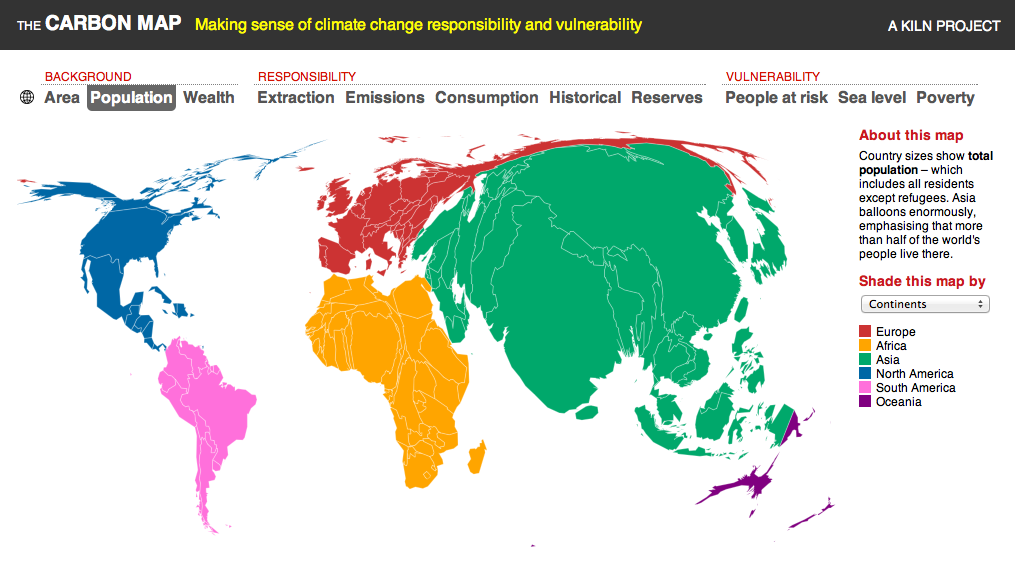 THE CARBON MAP Making sense of climate change responsibility and vulnerability A KILN PROJECT
BACKGROUND RESPONSIBILITY VULNERABILITY
Area Population Wealth Extraction Emissions Consumption Historical Reserves People at risk Sea level Poverty
About this map
Country sizes show total
population – which
includes all residents
except refugees. Asia
balloons enormously,
emphasising that more
than half of the world's
people live there.
Shade this map by
Continents
Europe
Africa
Asia
North America
South America
Oceania